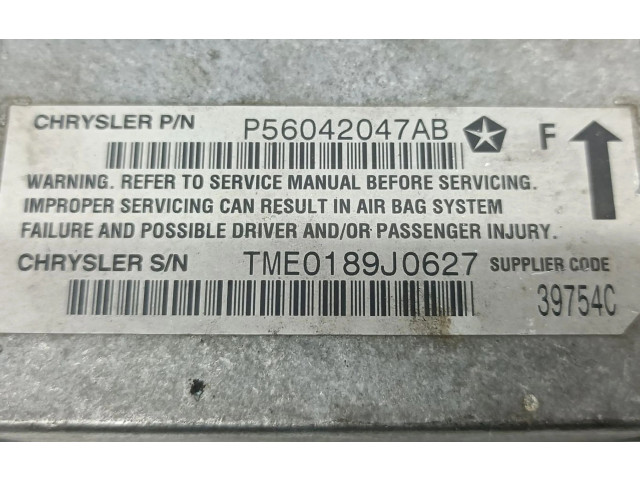 CHRYSLER P/N P56042047AB F
WARNING. REFER TO SERVICE MANUAL BEFORE SERVICING.
IMPROPER SERVICING CAN RESULT IN AIR BAG SYSTEM
FAILURE AND POSSIBLE DRIVER AND/OR PASSENGER INJURY.
CHRYSLER S/N TME0189J0627 SUPPLIER CODE
39754C